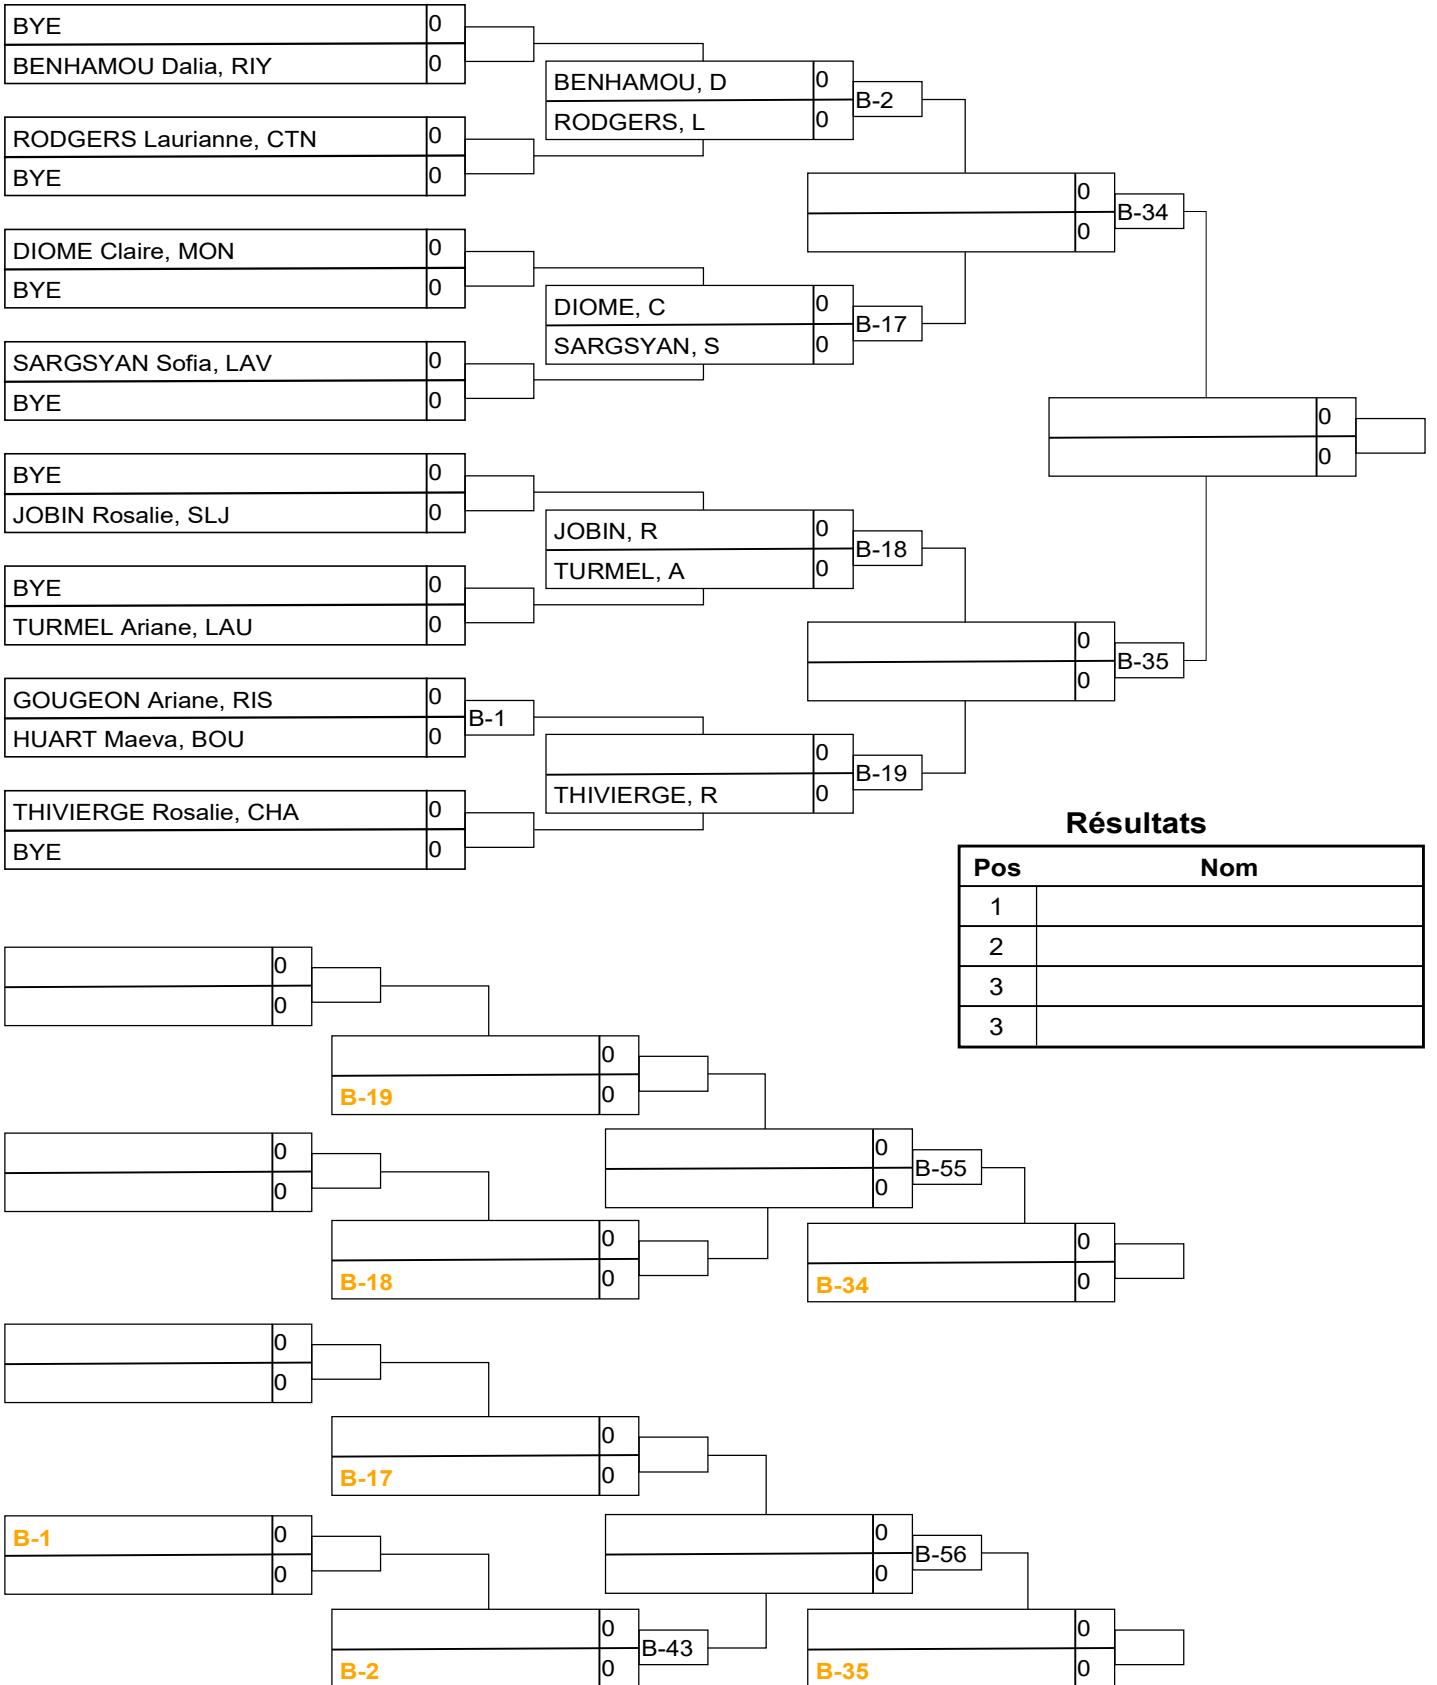 BYE 0
BENHAMOU Dalia, RIY 0
RODGERS Laurianne, CTN 0
BYE 0
DIOME Claire, MON 0
BYE 0
SARGSYAN Sofia, LAV 0
BYE 0
BYE 0
JOBIN Rosalie, SLJ 0
BYE 0
TURMEL Ariane, LAU 0
GOUGEON Ariane, RIS 0
HUART Maeva, BOU 0
B-1
THIVIERGE Rosalie, CHA 0
BYE 0
BENHAMOU, D 0
RODGERS, L 0
B-2
DIOME, C 0
SARGSYAN, S 0
B-17
JOBIN, R 0
TURMEL, A 0
B-18
0
THIVIERGE, R 0
B-19
0
0
B-34
0
0
B-35
0
0
Résultats
Pos Nom
1
2
3
3
0
0
0
B-19 0
0
0
0
B-18 0
0
0
B-55
0
B-34 0
0
0
0
B-17 0
B-1 0
0
0
B-2 0
B-43
0
0
B-56
0
B-35 0